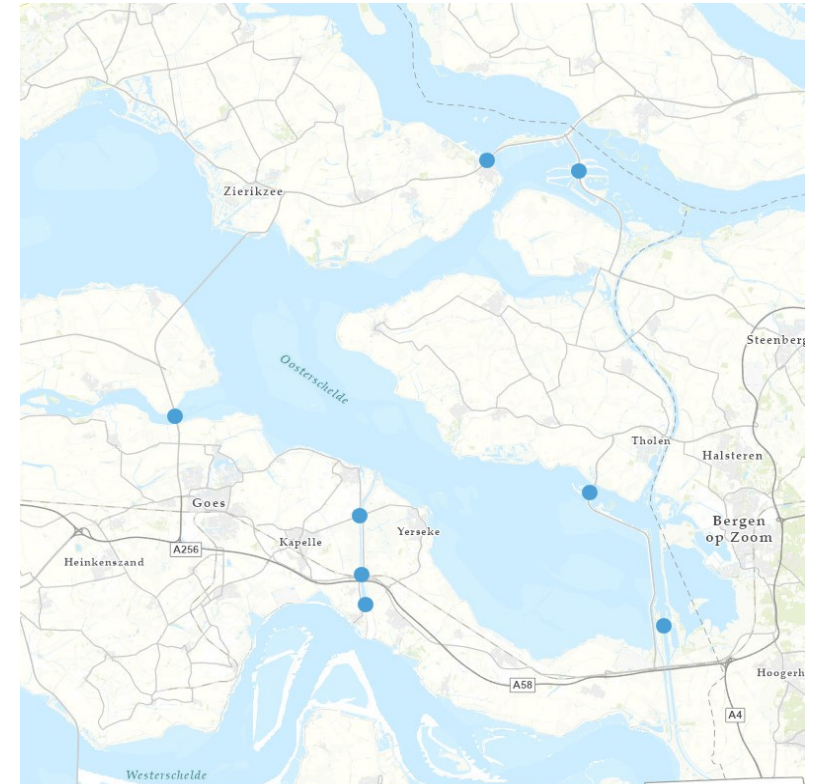 Zierikzee
Steenberg
Oosterschelde
Tholen
Halsteren
Goes
Bergen
op Zoom
Kapelle
Yerseke
A256
Heinkenszand
Hoogerh
A58
A4
Westerschelde